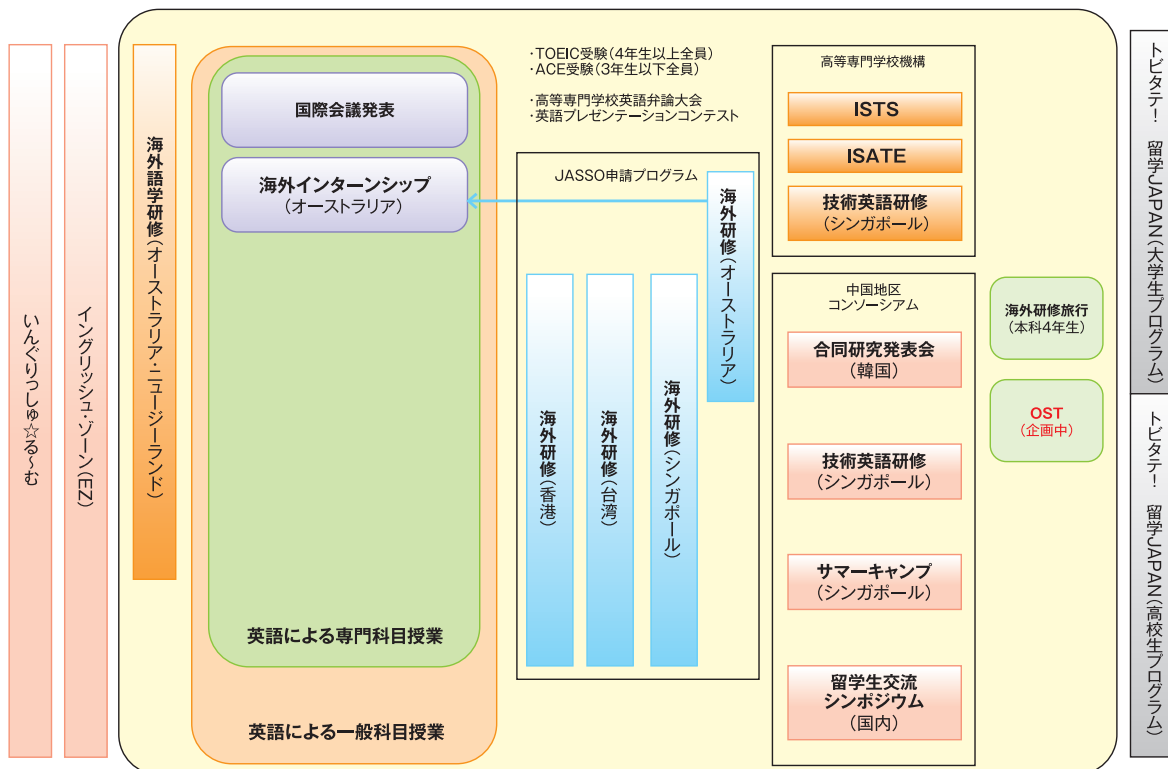 いんぐりっしゅ☆る～む
イングリッシュ・ゾーン(EZ)
海外語学研修(オーストラリア・ニュージーランド)
国際会議発表
海外インターンシップ
(オーストラリア)
英語による専門科目授業
英語による一般科目授業
・TOEIC受験(4年生以上全員)
・ACE受験(3年生以下全員)
・高等専門学校英語弁論大会
・英語プレゼンテーションコンテスト
JASSO申請プログラム
海外研修(香港)
海外研修(台湾)
海外研修(シンガポール)
海外研修(オーストラリア)
高等専門学校機構
ISTS
ISATE
技術英語研修
(シンガポール)
中国地区
コンソーシアム
合同研究発表会
(韓国)
技術英語研修
(シンガポール)
サマーキャンプ
(シンガポール)
留学生交流
シンポジウム
(国内)
海外研修旅行
(本科4年生)
OST
(企画中)
トビタテ！　留学JAPAN(大学生プログラム)
トビタテ！　留学JAPAN(高校生プログラム)